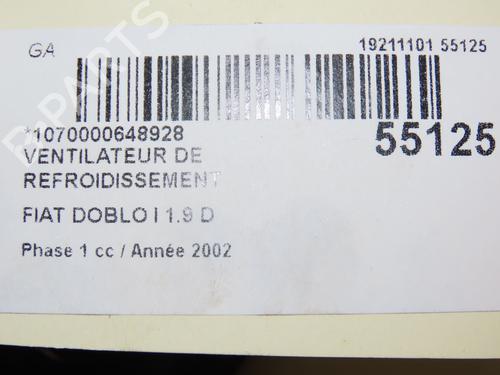 GA
19211101 55125
*1070000648928
55125
VENTILATEUR DE
REFROIDISSEMENT
FIAT DOBLO I 1.9 D
Phase 1 cc / Année 2002